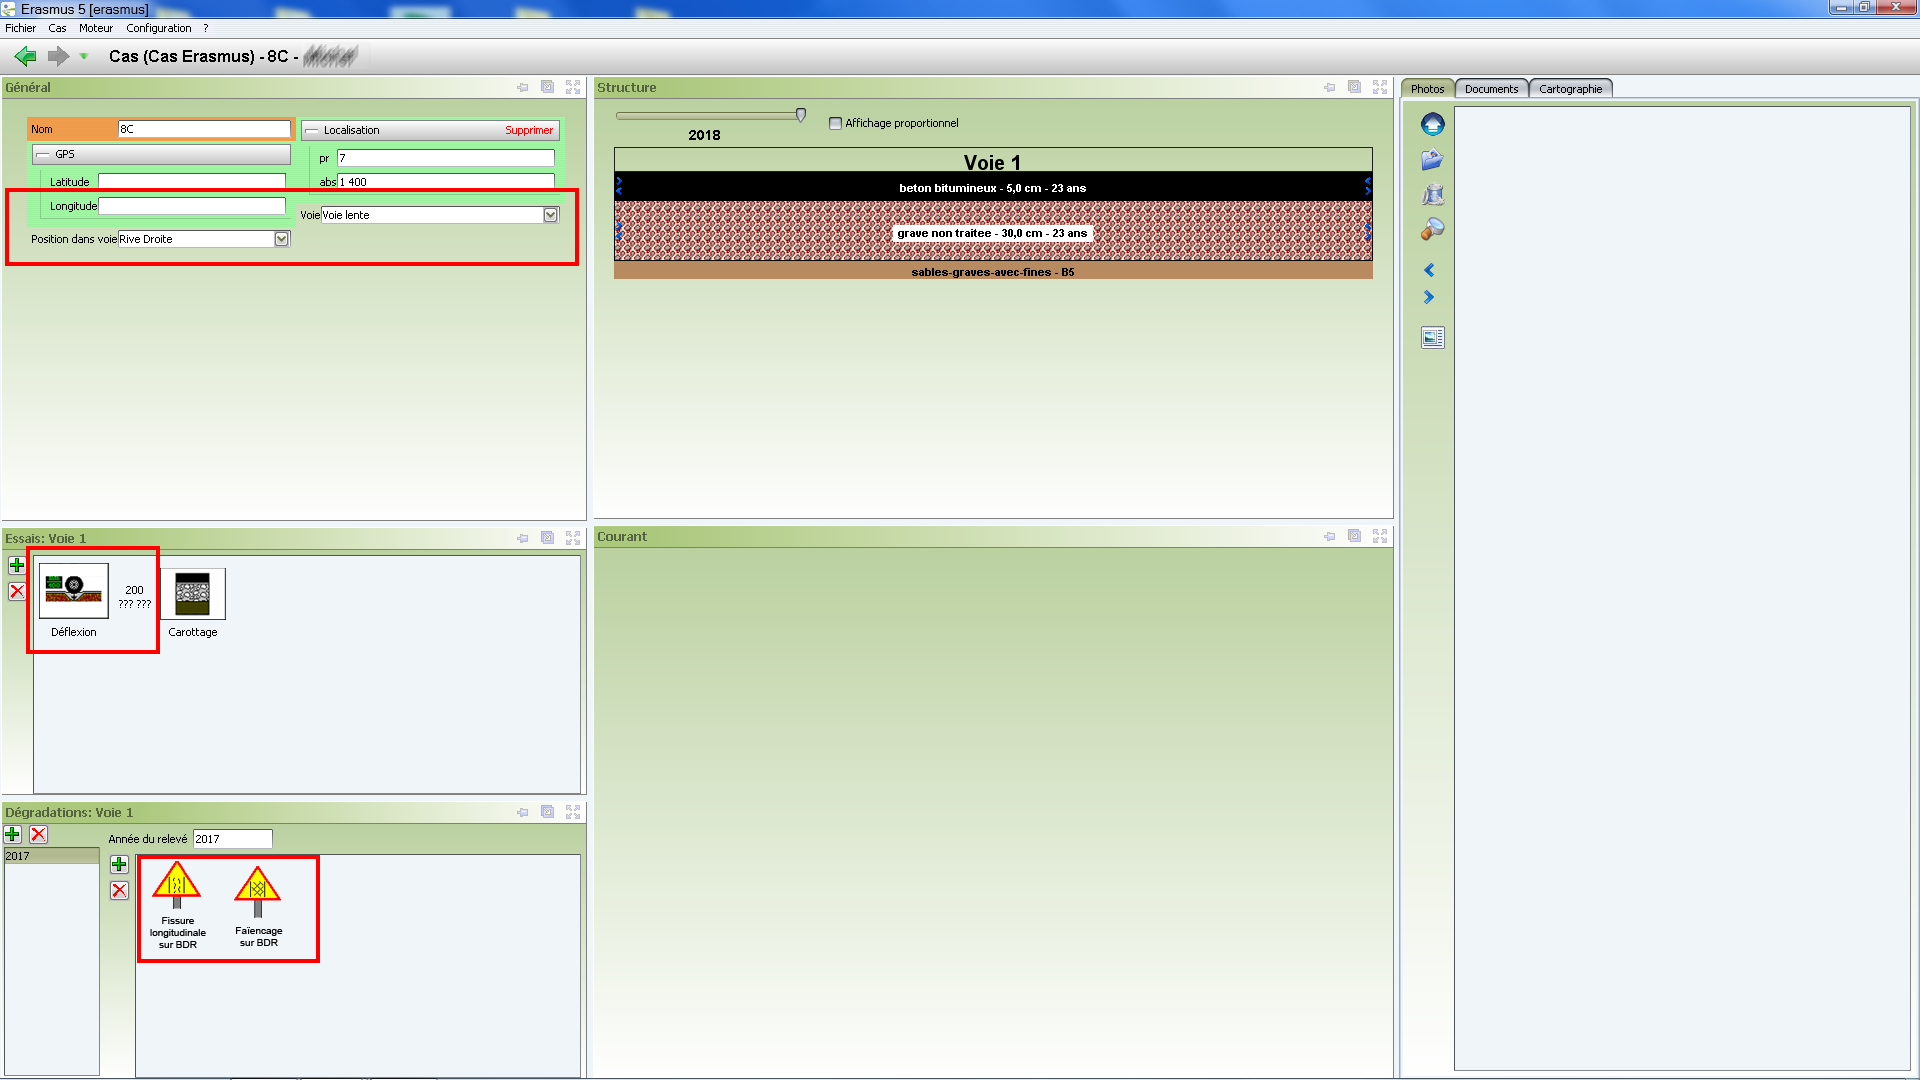 Erasmus 5 [erasmus]
Fichier Cas Moteur Configuration ?
Cas (Cas Erasmus) - 8C -
Général
Nom 8C
GPS
Latitude
Longitude
Position dans voie Rive Droite
Localisation Supprimer
pr 7
abs 1 400
Voie Voie lente
Structure
2018
Affichage proportionnel
Voie 1
beton bitumineux - 5,0 cm - 23 ans
grave non traitee - 30,0 cm - 23 ans
sables-graves-avec-fines - B5
Photos Documents Cartographie
Essais: Voie 1
200
??? ???
Déflexion
Carottage
Courant
Dégradations: Voie 1
Année du relevé 2017
2017
Fissure
longitudinale
sur BDR
Faïencage
sur BDR